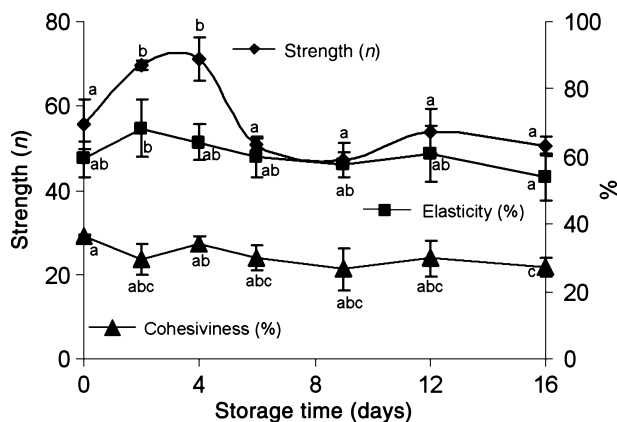 80
60
40
20
0
Strength (n)
100
80
60
40
20
0
%
0
4
8
12
16
Storage time (days)
Strength (n)
Elasticity (%)
Cohesiviness (%)
a
b
b
a
a
a
a
ab
b
ab
ab
ab
ab
a
a
abc
ab
abc
abc
abc
c